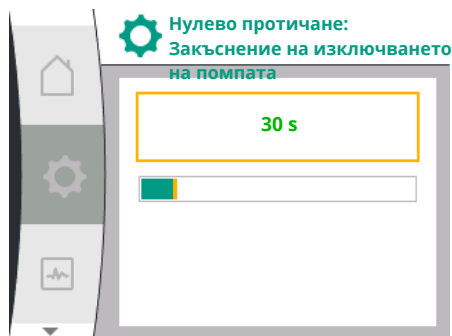 Нулево протичане:
Закъснение на изключването
на помпата
30 s